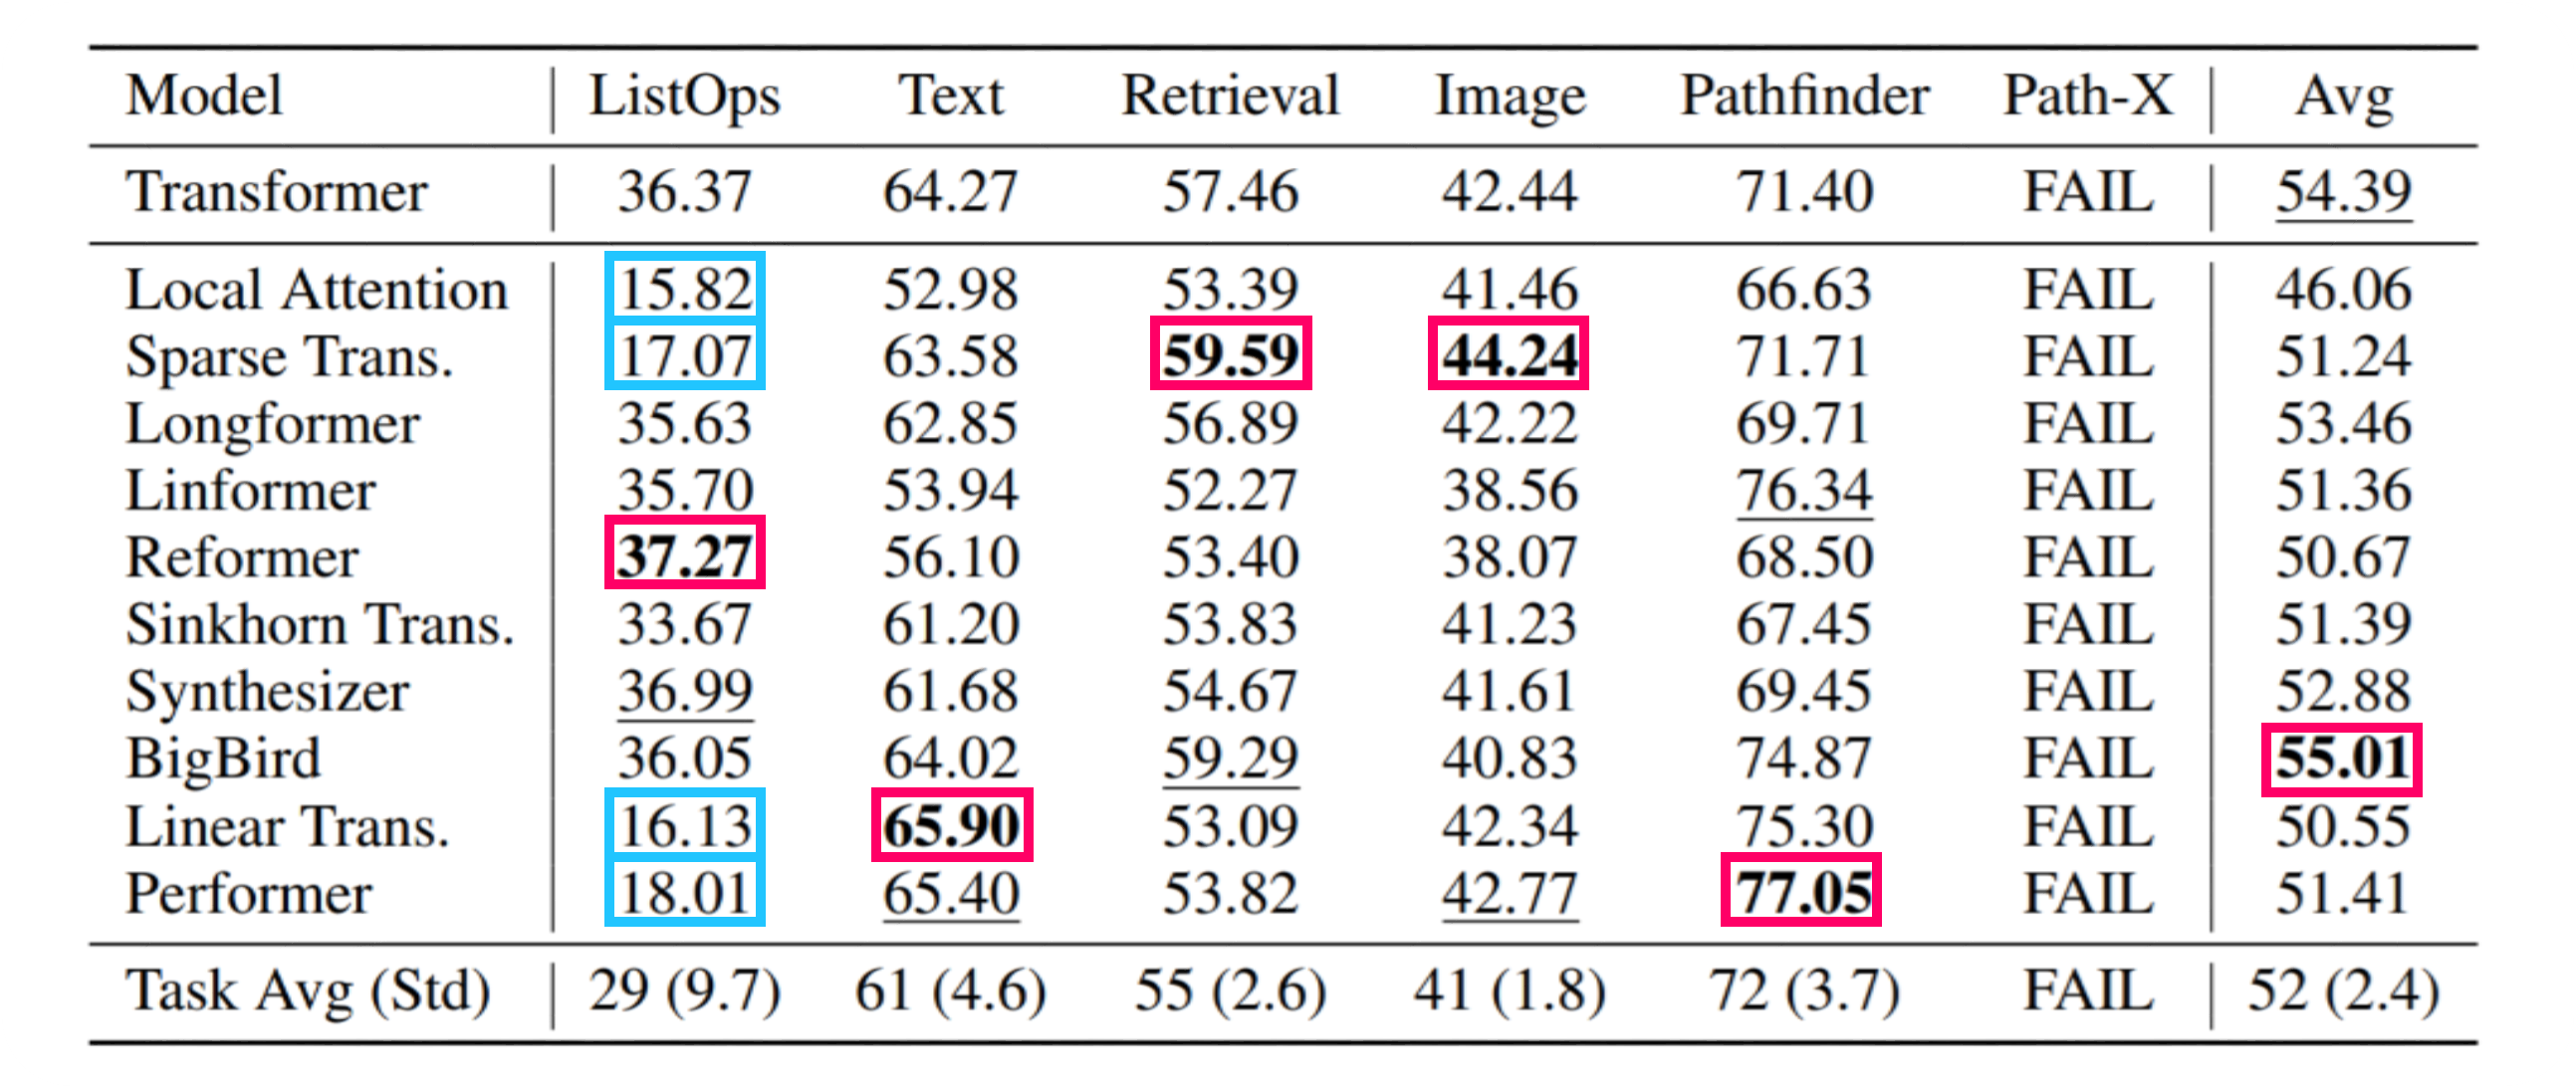 Model ListOps Text Retrieval Image Pathfinder Path-X Avg
Transformer 36.37 64.27 57.46 42.44 71.40 FAIL 54.39
Local Attention 15.82 52.98 53.39 41.46 66.63 FAIL 46.06
Sparse Trans. 17.07 63.58 59.59 44.24 71.71 FAIL 51.24
Longformer 35.63 62.85 56.89 42.22 69.71 FAIL 53.46
Linformer 35.70 53.94 52.27 38.56 76.34 FAIL 51.36
Reformer 37.27 56.10 53.40 38.07 68.50 FAIL 50.67
Sinkhorn Trans. 33.67 61.20 53.83 41.23 67.45 FAIL 51.39
Synthesizer 36.99 61.68 54.67 41.61 69.45 FAIL 52.88
BigBird 36.05 64.02 59.29 40.83 74.87 FAIL 55.01
Linear Trans. 16.13 65.90 53.09 42.34 75.30 FAIL 50.55
Performer 18.01 65.40 53.82 42.77 77.05 FAIL 51.41
Task Avg (Std) 29 (9.7) 61 (4.6) 55 (2.6) 41 (1.8) 72 (3.7) FAIL 52 (2.4)